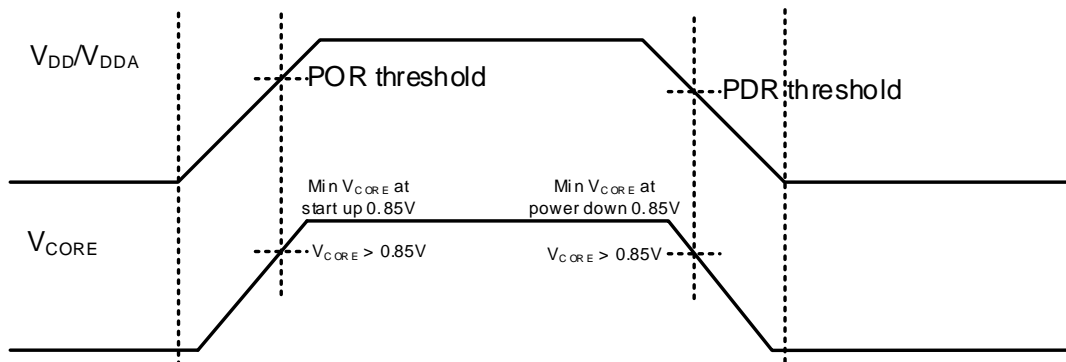 VDD/VDDA
POR threshold
PDR threshold
Min VCORE at
start up 0.85V
Min VCORE at
power down 0.85V
VCORE
VCORE > 0.85V
VCORE > 0.85V